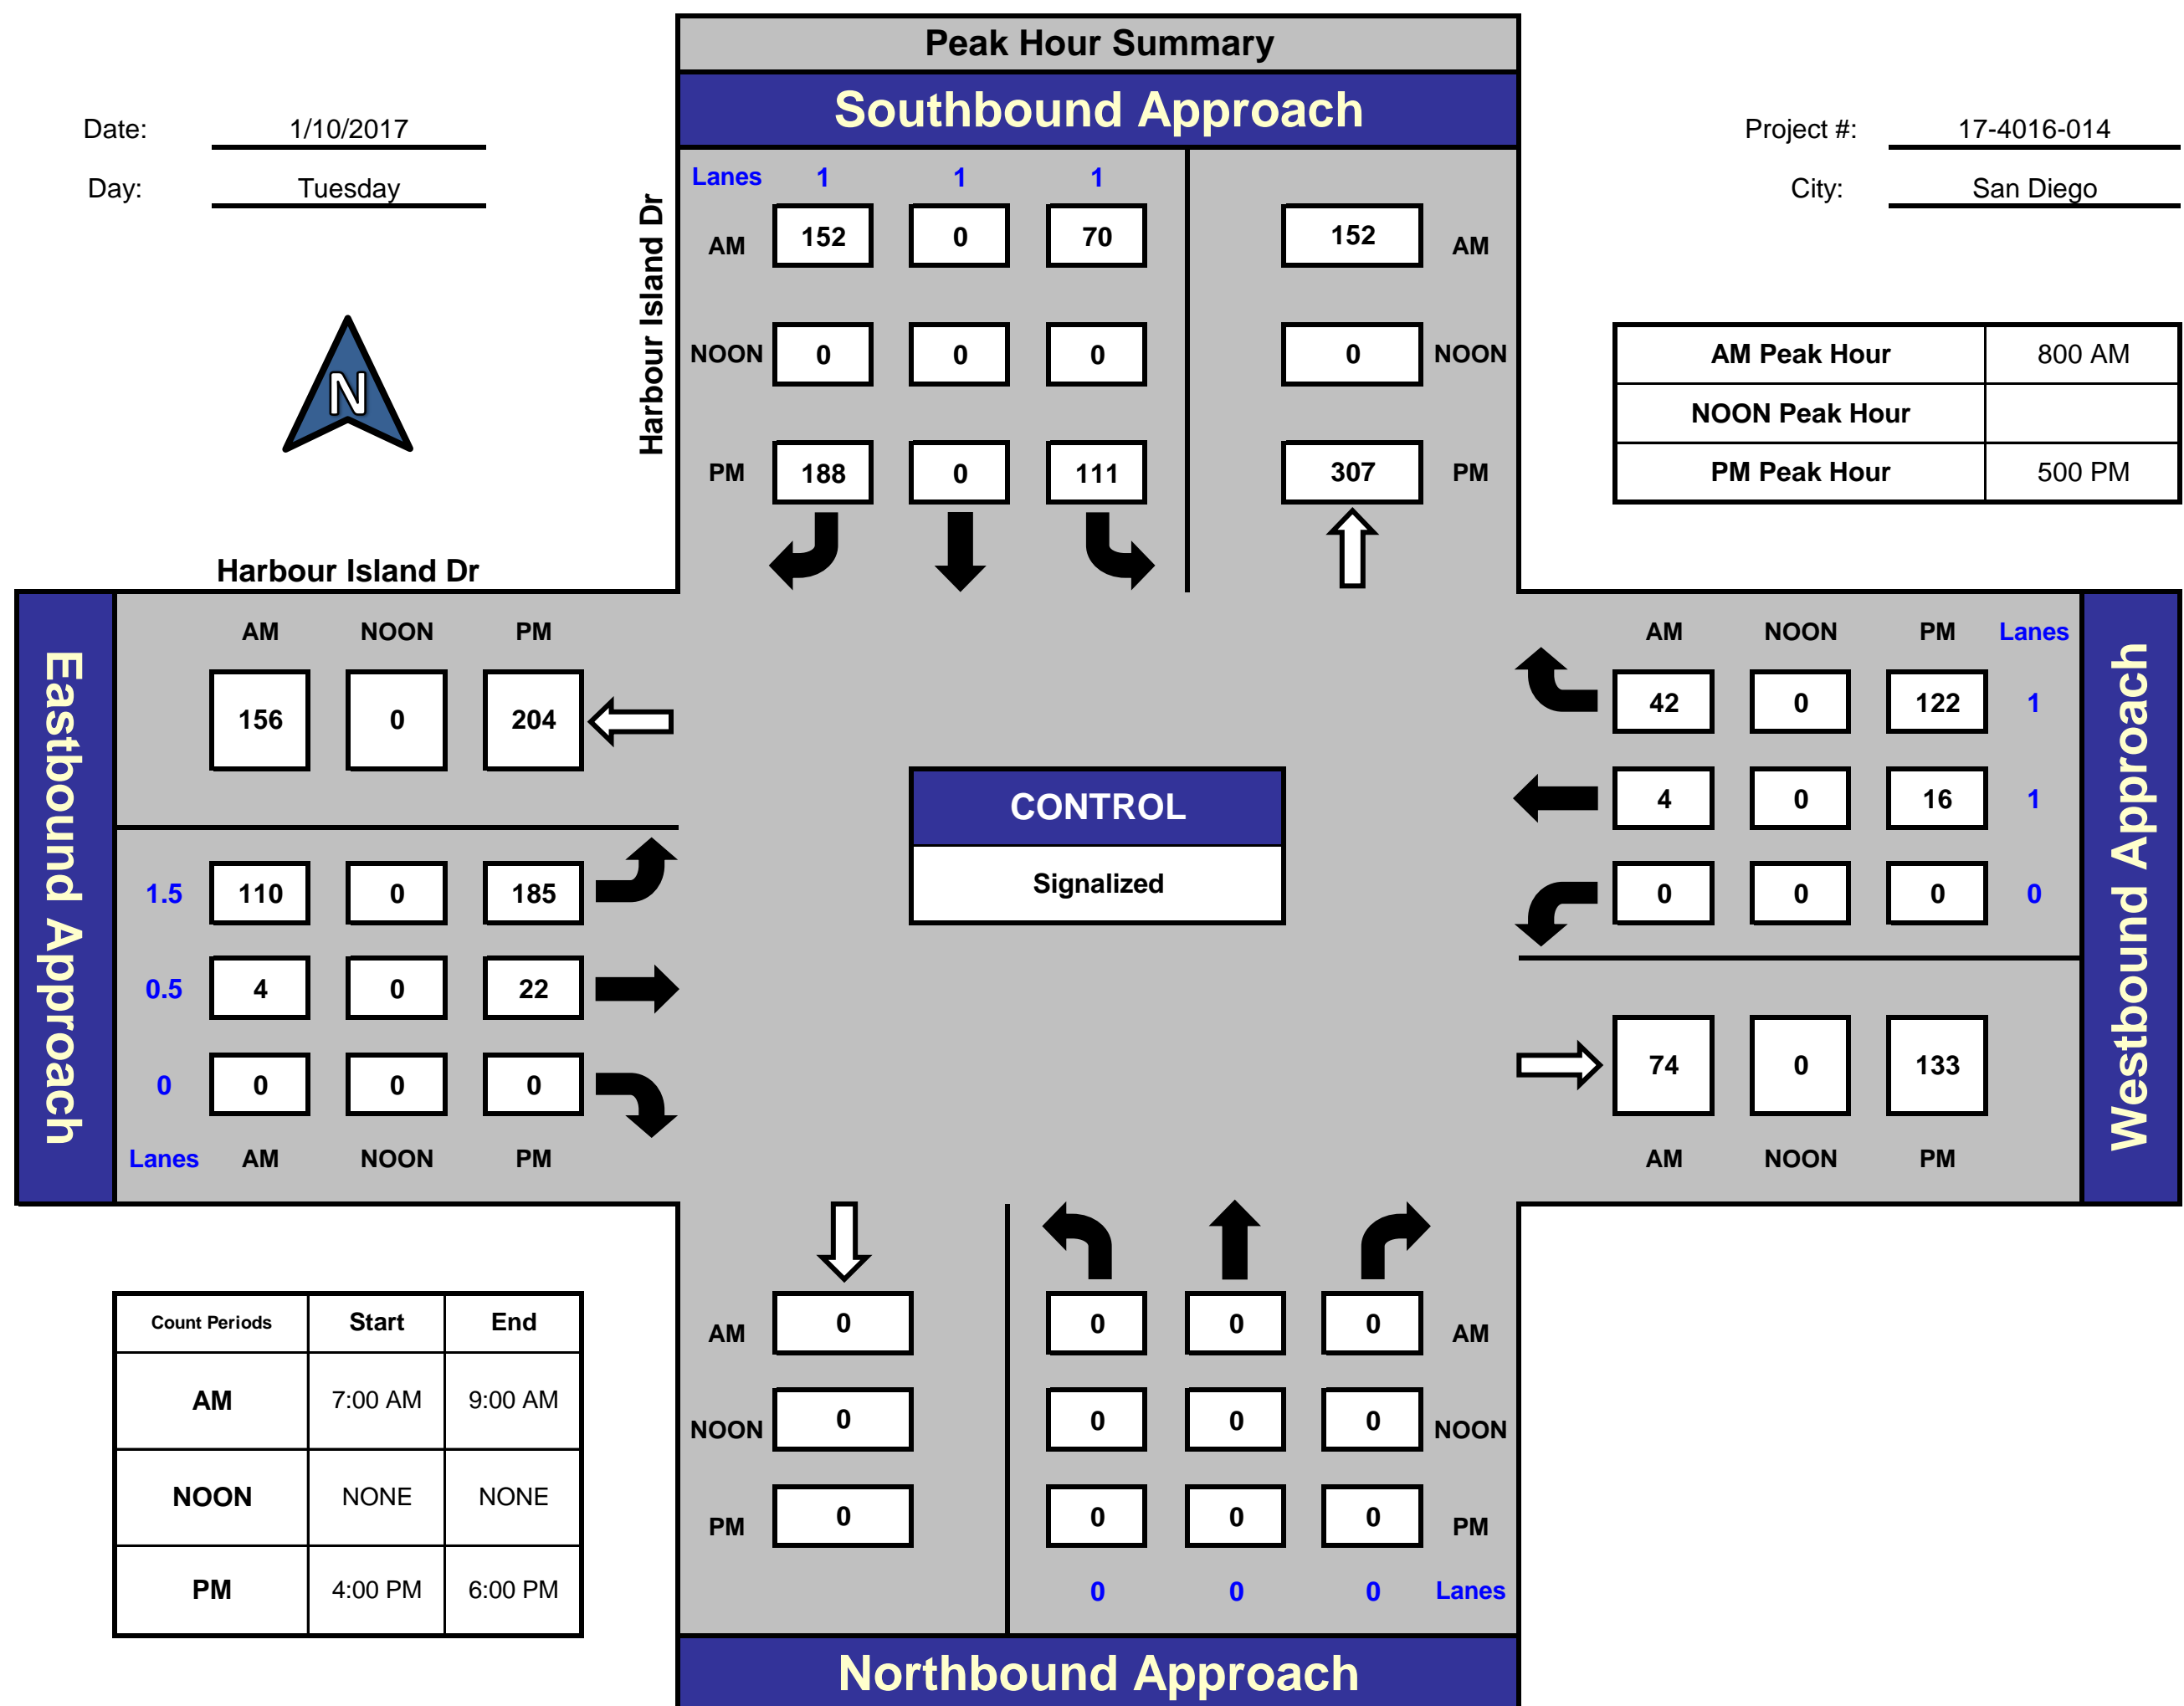 Peak Hour Summary
Southbound Approach
Date: 1/10/2017
Project #: 17-4016-014
Day: Tuesday
City: San Diego
Harbour Island Dr
Lanes 1 1 1
AM 152 0 70 152 AM
NOON 0 0 0 0 NOON
PM 188 0 111 307 PM
N
AM Peak Hour 800 AM
NOON Peak Hour
PM Peak Hour 500 PM
Harbour Island Dr
Eastbound Approach
AM NOON PM
156 0 204
1.5 110 0 185
0.5 4 0 22
0 0 0 0
Lanes AM NOON PM
CONTROL
Signalized
AM NOON PM Lanes
42 0 122 1
4 0 16 1
0 0 0 0
74 0 133
AM NOON PM
Westbound Approach
Count Periods Start End
AM 7:00 AM 9:00 AM
NOON NONE NONE
PM 4:00 PM 6:00 PM
AM 0 0 0 0 AM
NOON 0 0 0 0 NOON
PM 0 0 0 0 PM
0 0 0 Lanes
Northbound Approach